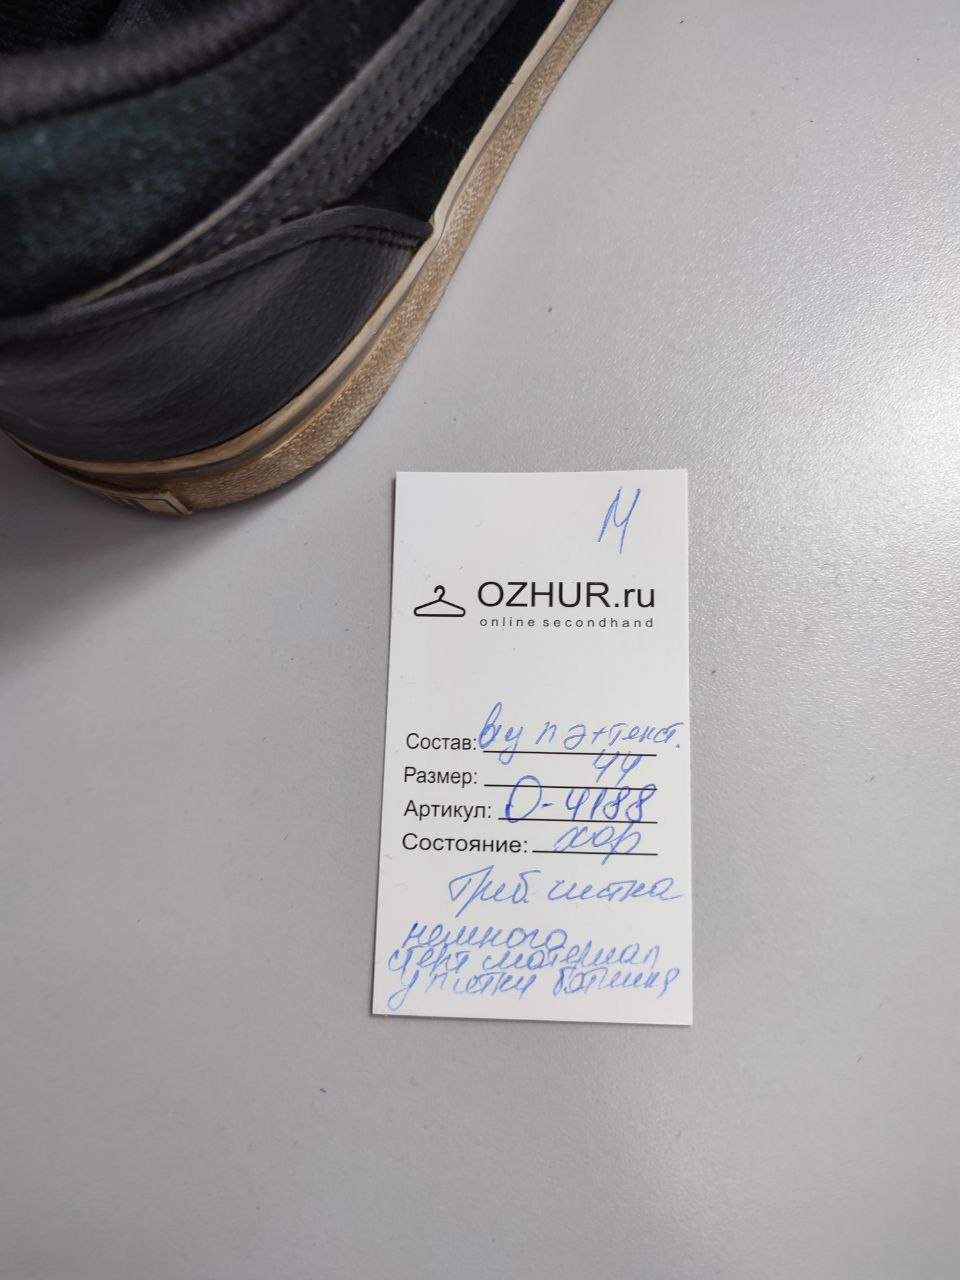 М
OZHUR.ru
online secondhand
Состав: пэ+текст.
Размер: 44
Артикул: О-4188
Состояние: хор
Треб. чистка
немного
стерт материал
у пятки ботинка